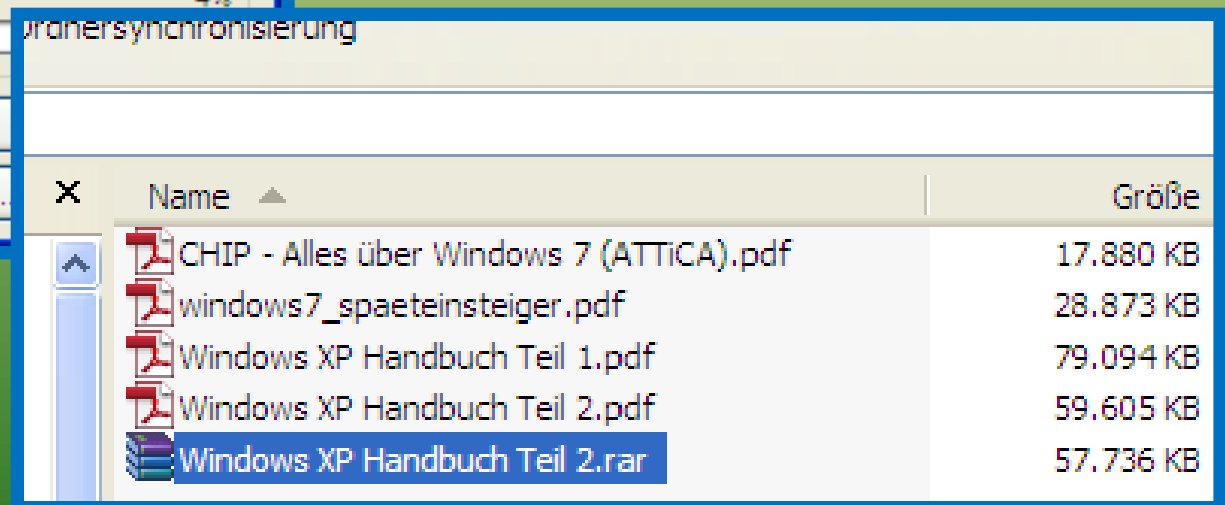 4%
Ordnersynchronisierung
X Name Größe
CHIP - Alles über Windows 7 (ATTiCA).pdf 17.880 KB
windows7_spaeteinsteiger.pdf 28.873 KB
Windows XP Handbuch Teil 1.pdf 79.094 KB
Windows XP Handbuch Teil 2.pdf 59.605 KB
Windows XP Handbuch Teil 2.rar 57.736 KB